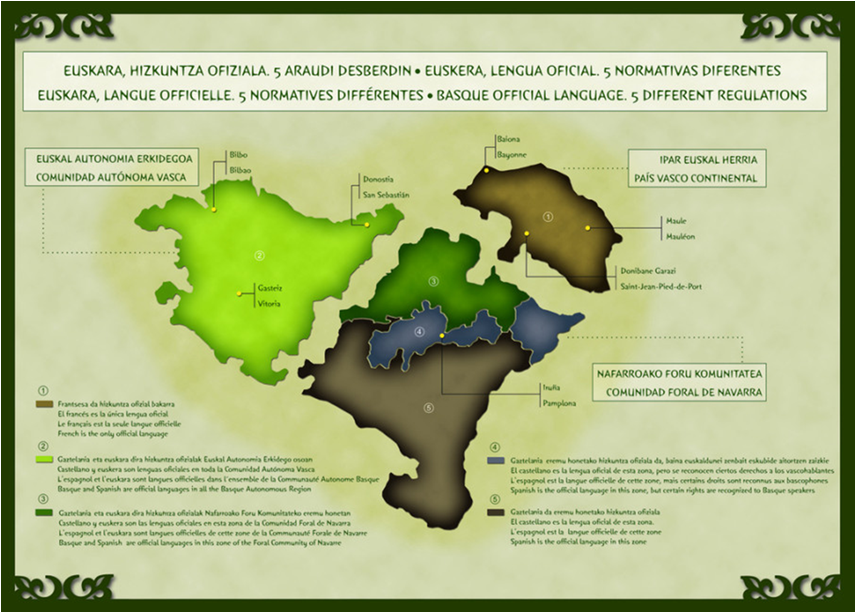 EUSKARA, HIZKUNTZA OFIZIALA. 5 ARAUDI DESBERDIN • EUSKERA, LENGUA OFICIAL. 5 NORMATIVAS DIFERENTES
EUSKARA, LANGUE OFFICIELLE. 5 NORMATIVES DIFFÉRENTES • BASQUE OFFICIAL LANGUAGE. 5 DIFFERENT REGULATIONS
EUSKAL AUTONOMIA ERKIDEGOA
COMUNIDAD AUTÓNOMA VASCA
Bilbo
Bilbao
Donostia
San Sebastián
Baiona
Bayonne
IPAR EUSKAL HERRIA
PAÍS VASCO CONTINENTAL
1
Maule
Mauléon
2
Donibane Garazi
Saint-Jean-Pied-de-Port
3
Gasteiz
Vitoria
4
NAFARROAKO FORU KOMUNITATEA
COMUNIDAD FORAL DE NAVARRA
Iruña
Pamplona
5
1
Frantsesa da hizkuntza ofizial bakarra
El francés es la única lengua oficial
Le français est la seule langue officielle
French is the only official language
2
Gaztelania eta euskara dira hizkuntza ofizialak Euskal Autonomia Erkidego osoan
Castellano y euskera son lenguas oficiales en toda la Comunidad Autónoma Vasca
L'espagnol et l'euskara sont langues officielles dans l'ensemble de la Communauté Autonome Basque
Basque and Spanish are official languages in all the Basque Autonomous Region
3
Gaztelania eta euskara dira hizkuntza ofizialak Nafarroako Foru Komunitateko eremu honetan
Castellano y euskera son las lenguas oficiales en esta zona de la Comunidad Foral de Navarra
L'espagnol et l'euskara sont langues officielles de cette zone de la Communauté Forale de Navarre
Basque and Spanish are official languages in this zone of the Foral Community of Navarre
4
Gaztelania eremu honetako hizkuntza ofiziala da, baina euskaldunei zenbait eskubide aitortzen zaizkie
El castellano es la lengua oficial de esta zona, pero se reconocen ciertos derechos a los vascohablantes
L'espagnol est la langue officielle de cette zone, mais certains droits sont reconnus aux bascophones
Spanish is the official language in this zone, but certain rights are recognized to Basque speakers.
5
Gaztelania da eremu honetako hizkuntza ofiziala
El castellano es la lengua oficial de esta zona.
L'espagnol est la langue officielle de cette zone
Spanish is the official language in this zone